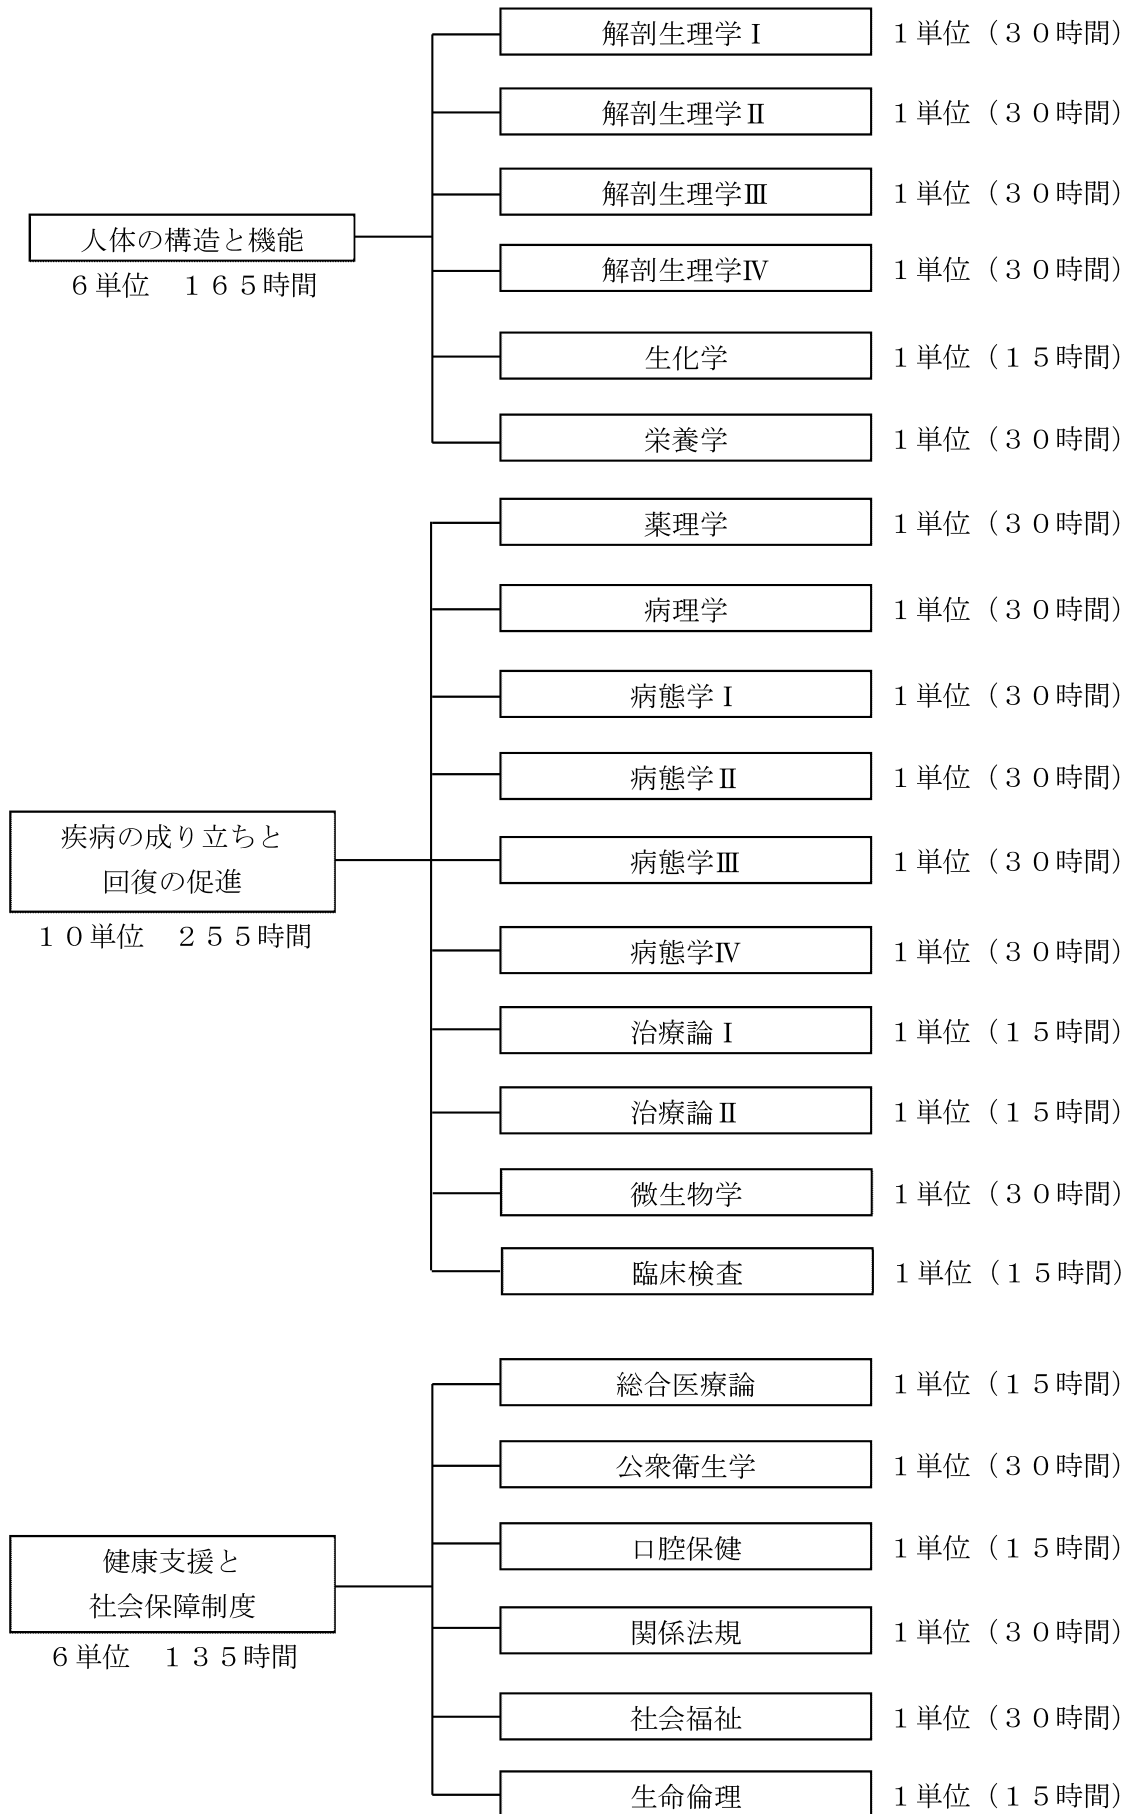 解剖生理学Ⅰ １単位（３０時間）
解剖生理学Ⅱ １単位（３０時間）
解剖生理学Ⅲ １単位（３０時間）
人体の構造と機能
６単位　１６５時間
解剖生理学Ⅳ １単位（３０時間）
生化学 １単位（１５時間）
栄養学 １単位（３０時間）
薬理学 １単位（３０時間）
病理学 １単位（３０時間）
病態学Ⅰ １単位（３０時間）
病態学Ⅱ １単位（３０時間）
疾病の成り立ちと
回復の促進
１０単位　２５５時間
病態学Ⅲ １単位（３０時間）
病態学Ⅳ １単位（３０時間）
治療論Ⅰ １単位（１５時間）
治療論Ⅱ １単位（１５時間）
微生物学 １単位（３０時間）
臨床検査 １単位（１５時間）
総合医療論 １単位（１５時間）
公衆衛生学 １単位（３０時間）
口腔保健 １単位（１５時間）
健康支援と
社会保障制度
６単位　１３５時間
関係法規 １単位（３０時間）
社会福祉 １単位（３０時間）
生命倫理 １単位（１５時間）